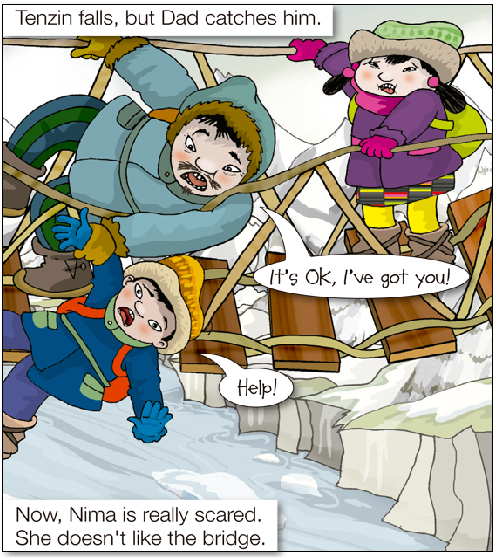 Tenzin falls, but Dad catches him.
It's OK, I've got you!
Help!
Now, Nima is really scared.
She doesn't like the bridge.